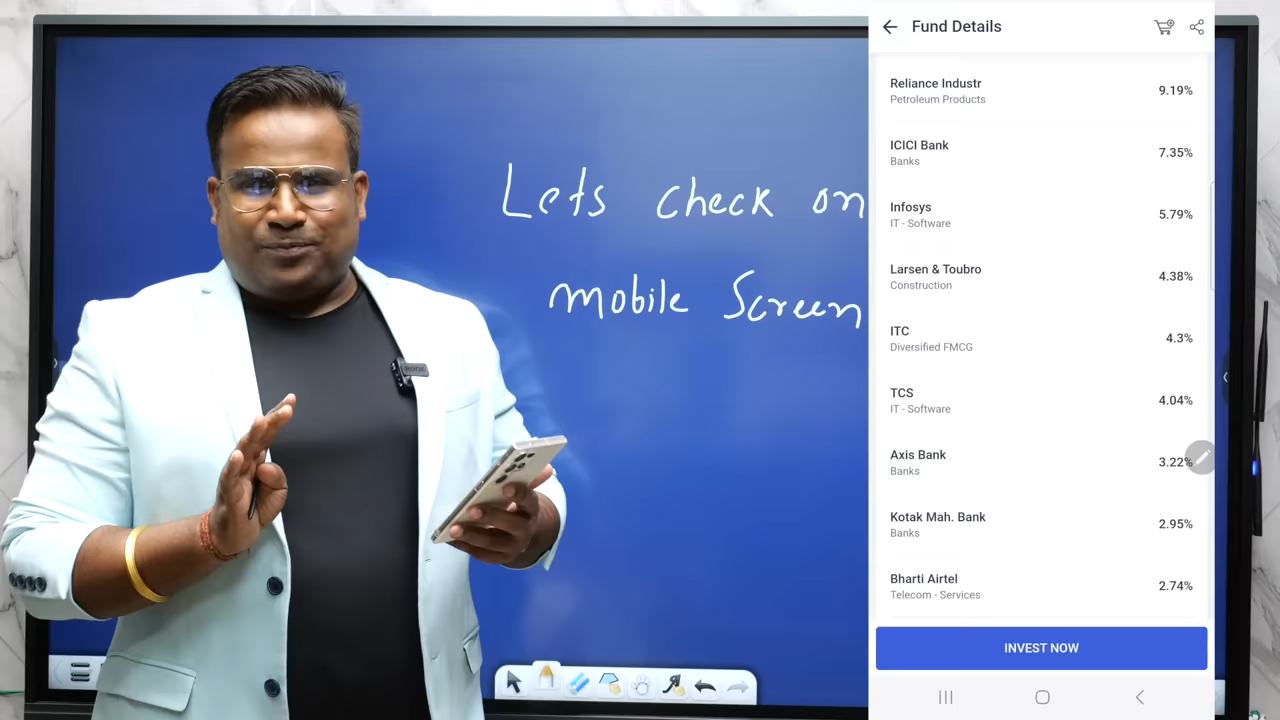 Lets check on
mobile Screen
RODE
Fund Details
Reliance Industr 9.19%
Petroleum Products
ICICI Bank 7.35%
Banks
Infosys 5.79%
IT - Software
Larsen & Toubro 4.38%
Construction
ITC 4.3%
Diversified FMCG
TCS 4.04%
IT - Software
Axis Bank 3.22%
Banks
Kotak Mah. Bank 2.95%
Banks
Bharti Airtel 2.74%
Telecom - Services
INVEST NOW